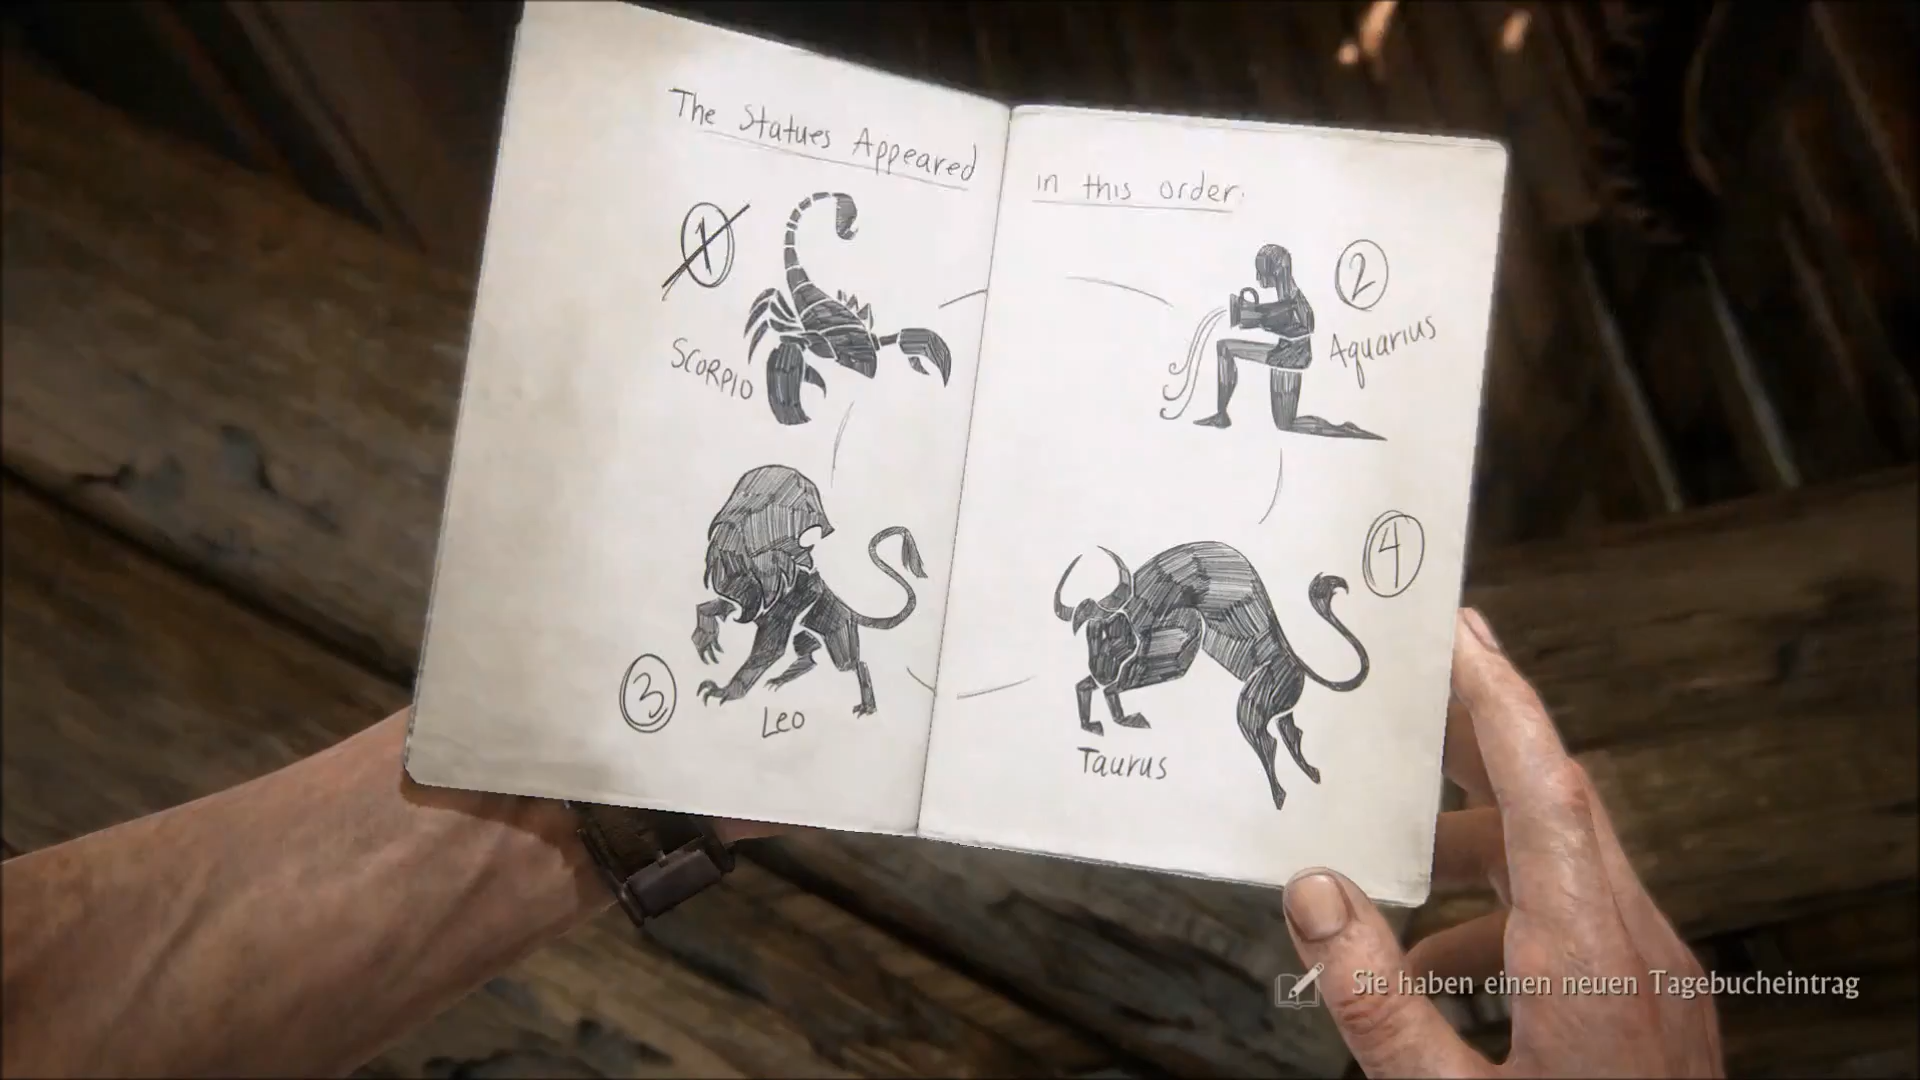 The Statues Appeared in this order.
1
SCORPIO
2
Aquarius
3
Leo
4
Taurus
Sie haben einen neuen Tagebucheintrag